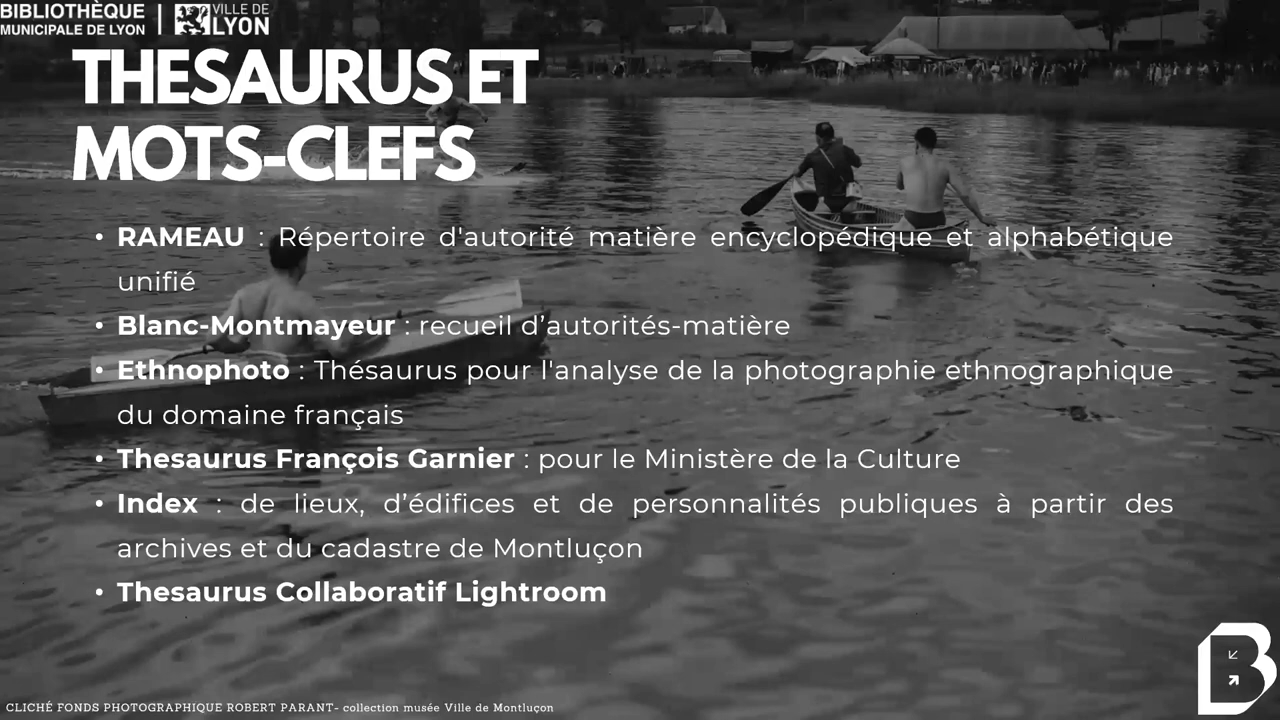 BIBLIOTHÈQUE
MUNICIPALE DE LYON
VILLE DE
LYON
THESAURUS ET
MOTS-CLEFS
• RAMEAU : Répertoire d'autorité matière encyclopédique et alphabétique
unifié
• Blanc-Montmayeur : recueil d’autorités-matière
• Ethnophoto : Thésaurus pour l'analyse de la photographie ethnographique
du domaine français
• Thesaurus François Garnier : pour le Ministère de la Culture
• Index : de lieux, d’édifices et de personnalités publiques à partir des
archives et du cadastre de Montluçon
• Thesaurus Collaboratif Lightroom
B
CLICHÉ FONDS PHOTOGRAPHIQUE ROBERT PARANT- collection musée Ville de Montluçon